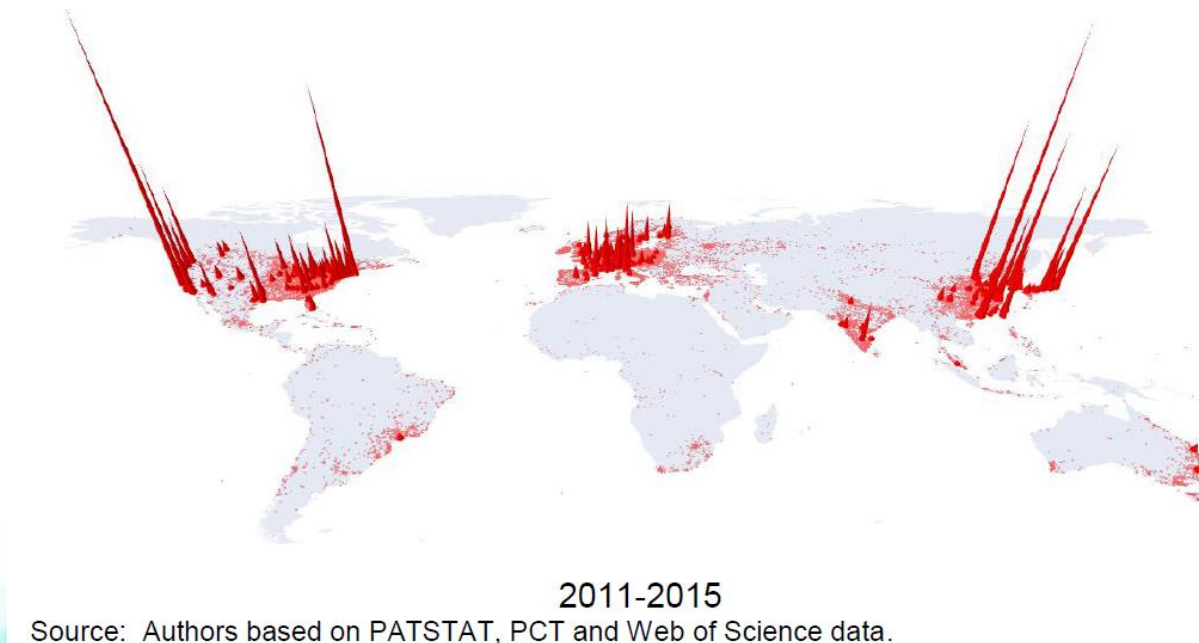 2011-2015
Source: Authors based on PATSTAT, PCT and Web of Science data.